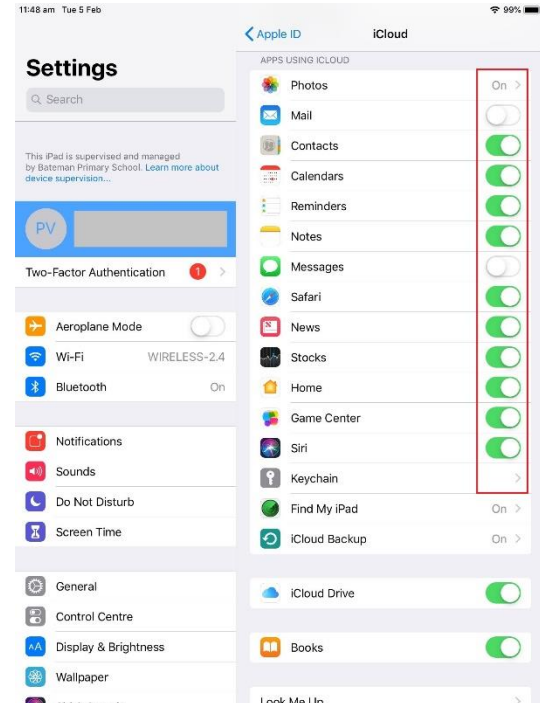 11:48 am Tue 5 Feb
99%
Settings
Search
This iPad is supervised and managed
by Bateman Primary School. Learn more about
device supervision...
PV
Two-Factor Authentication 1
Aeroplane Mode
Wi-Fi WIRELESS-2.4
Bluetooth On
Notifications
Sounds
Do Not Disturb
Screen Time
General
Control Centre
AA Display & Brightness
Wallpaper
Apple ID iCloud
APPS USING ICLOUD
Photos On
Mail
Contacts
Calendars
Reminders
Notes
Messages
Safari
News
Stocks
Home
Game Center
Siri
Keychain
Find My iPad On
iCloud Backup On
iCloud Drive
Books
Look Me Up